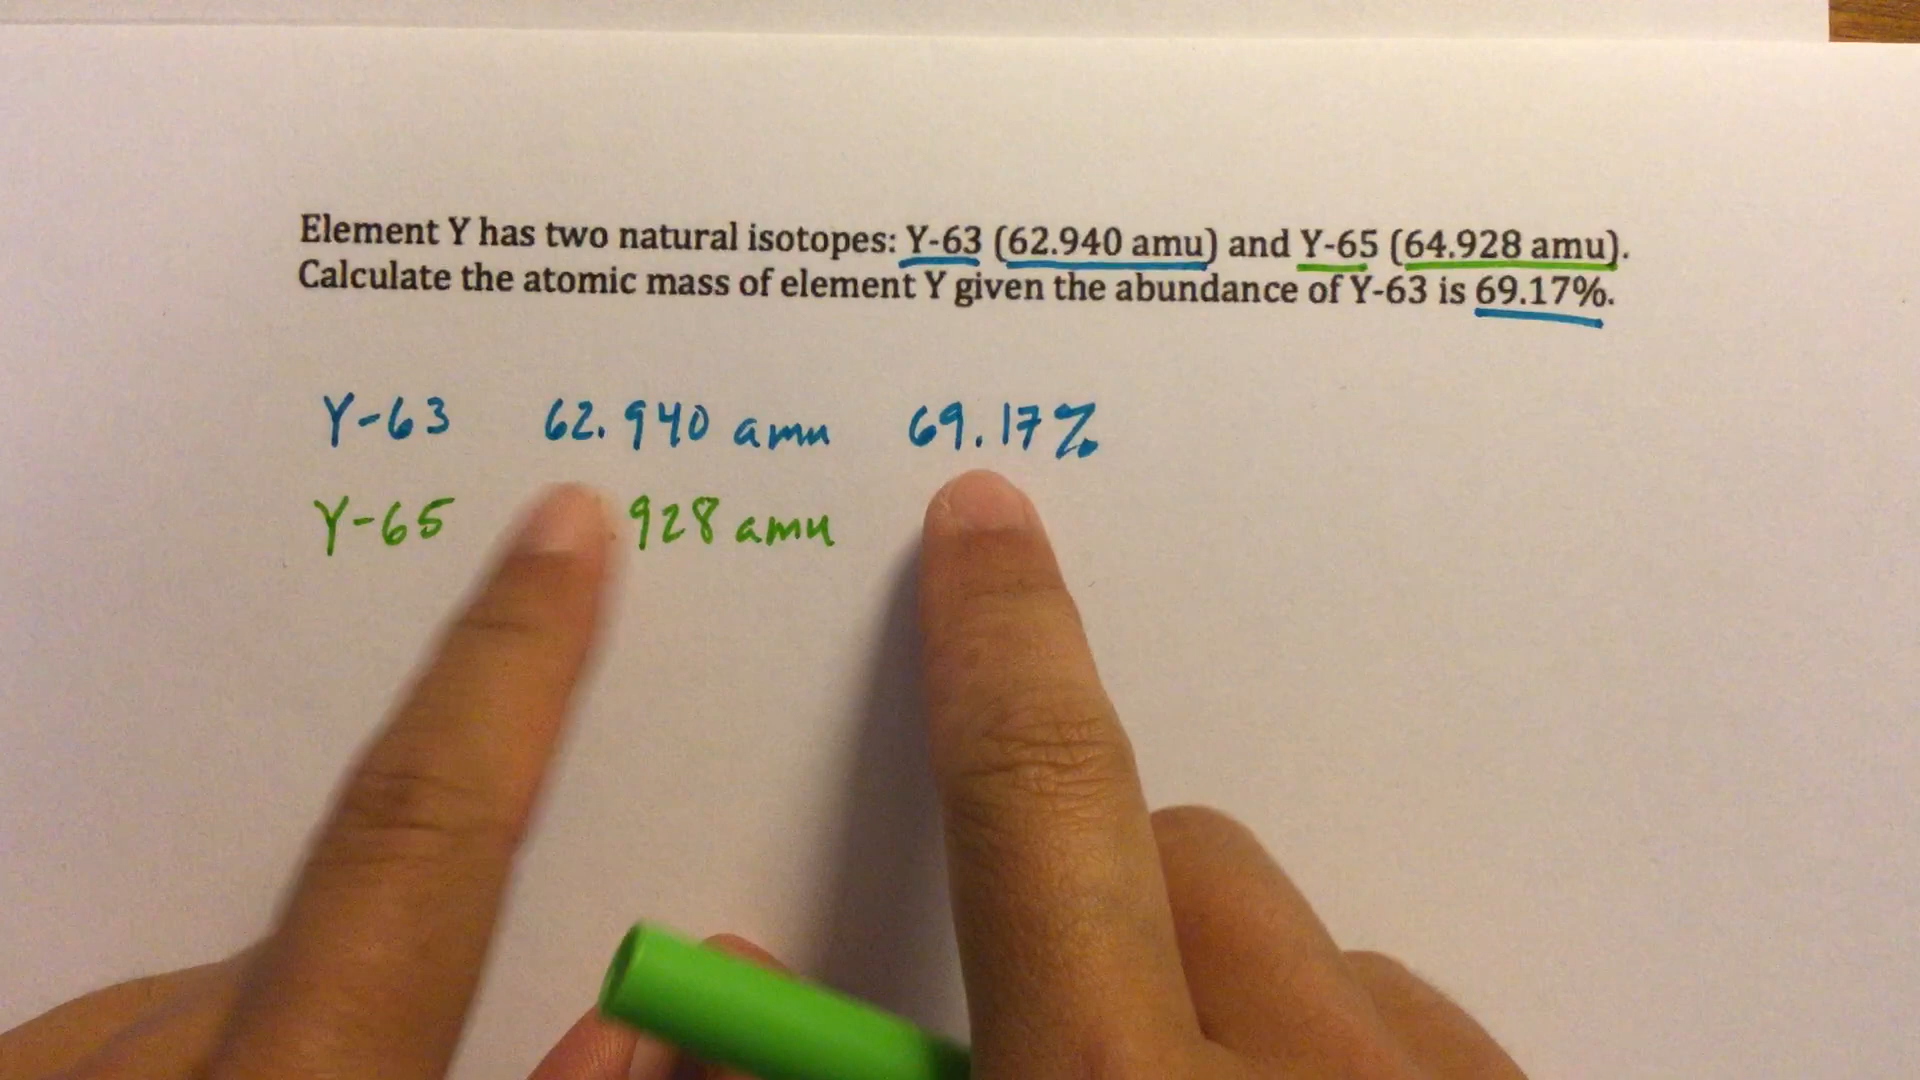 Element Y has two natural isotopes: Y-63 (62.940 amu) and Y-65 (64.928 amu).
Calculate the atomic mass of element Y given the abundance of Y-63 is 69.17%.
Y-63 62.940 amu 69.17%
Y-65 .928 amu